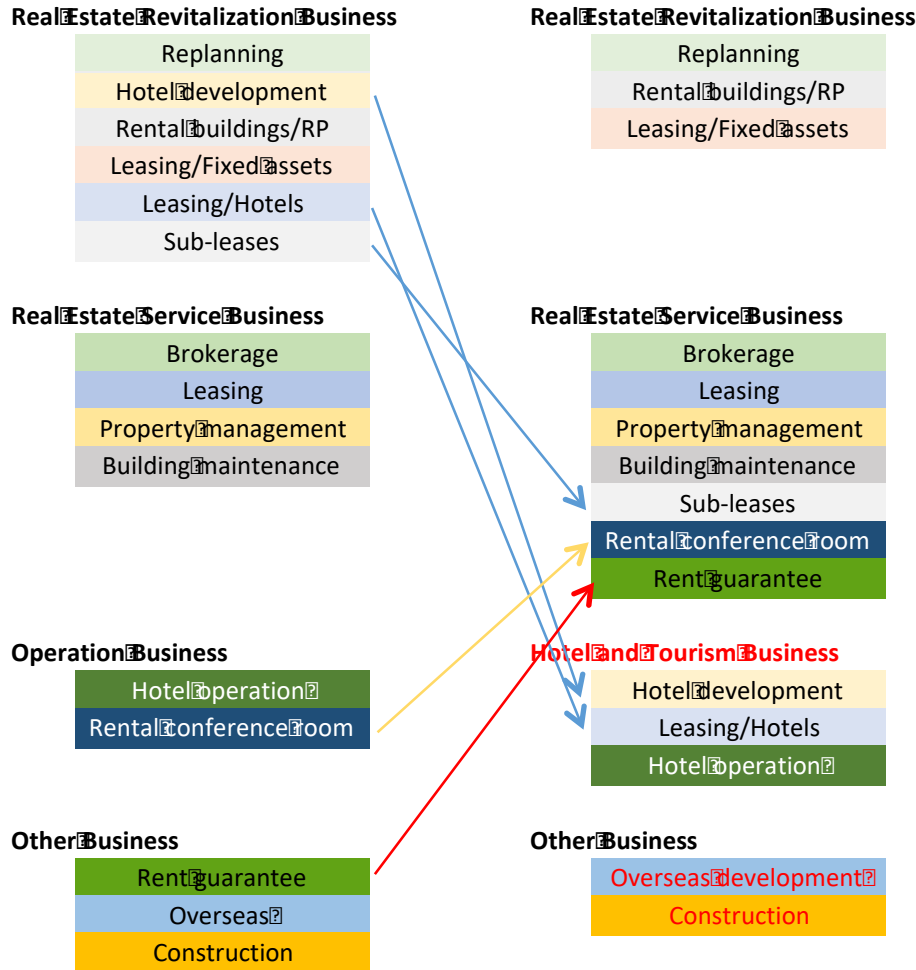 Real Estate Revitalization Business
Replanning
Hotel development
Rental buildings/RP
Leasing/Fixed assets
Leasing/Hotels
Sub-leases
Real Estate Service Business
Brokerage
Leasing
Property management
Building maintenance
Operation Business
Hotel operation
Rental conference room
Other Business
Rent guarantee
Overseas
Construction
Real Estate Revitalization Business
Replanning
Rental buildings/RP
Leasing/Fixed assets
Real Estate Service Business
Brokerage
Leasing
Property management
Building maintenance
Sub-leases
Rental conference room
Rent guarantee
Hotel and Tourism Business
Hotel development
Leasing/Hotels
Hotel operation
Other Business
Overseas development
Construction